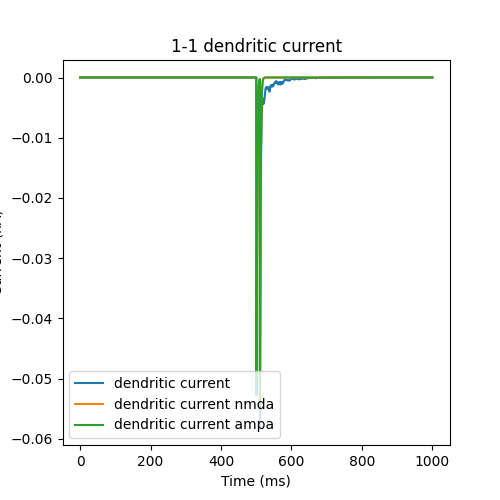 1-1 dendritic current
0.00
−0.01
−0.02
−0.03
−0.04
−0.05
−0.06
dendritic current
dendritic current nmda
dendritic current ampa
0
200
400
600
800
1000
Time (ms)